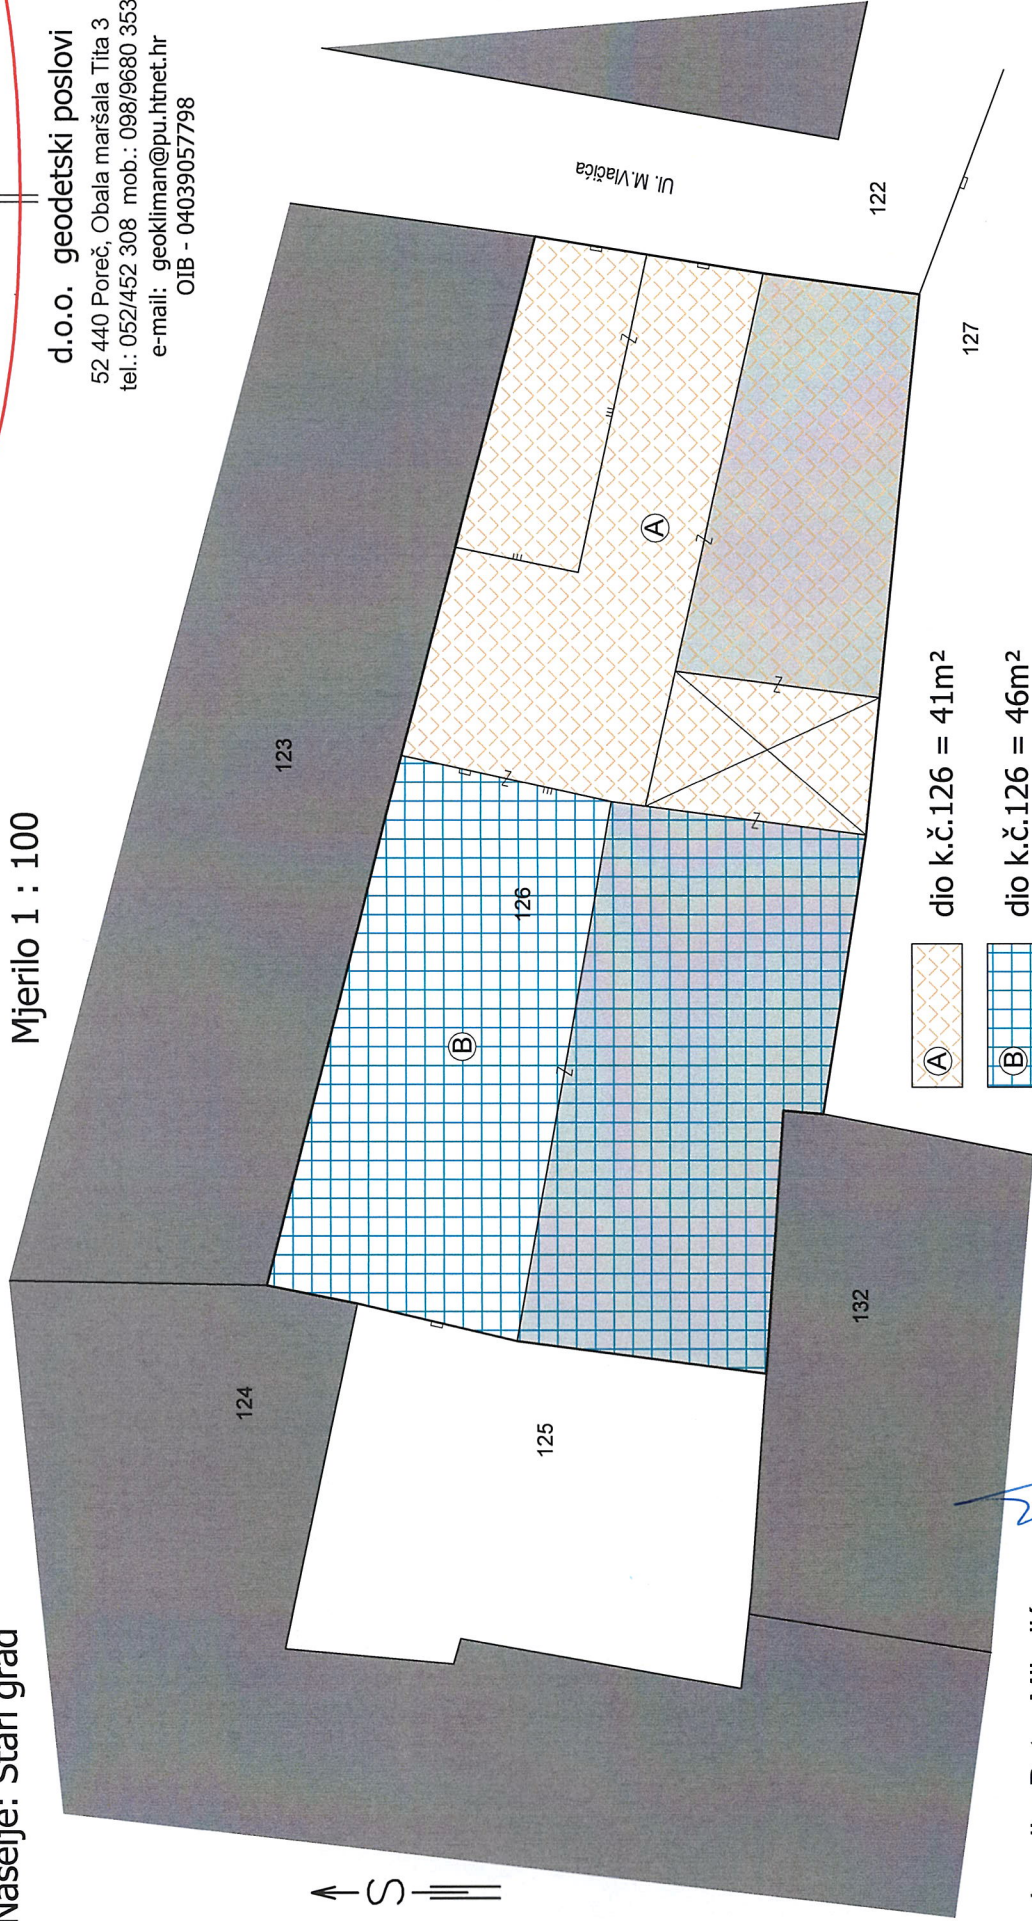 d.o.o. geodetski poslovi
52 440 Poreč, Obala maršala Tita 3
tel.: 052/452 308 mob.: 098/9680 353
e-mail: geokliman@pu.htnet.hr
OIB - 04039057798
Naselje: Stari grad
Mjerilo 1 : 100
123
124
125
126
B
A
Ul. M.Vlačića
122
127
132
S
A dio k.č.126 = 41m²
B dio k.č.126 = 46m²